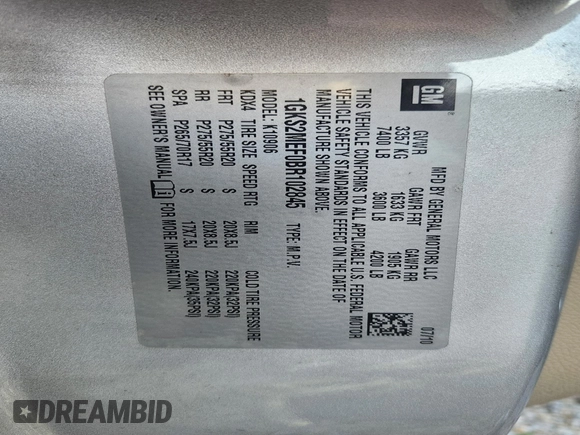 GM
MFD BY GENERAL MOTORS LLC 07/10
GVWR GAWR FRT GAWR RR
3357 KG 1633 KG 1905 KG
7400 LB 3600 LB 4200 LB
THIS VEHICLE CONFORMS TO ALL APPLICABLE U.S. FEDERAL MOTOR
VEHICLE SAFETY STANDARDS IN EFFECT ON THE DATE OF
MANUFACTURE SHOWN ABOVE.
1GKS2MEF0BR102845 TYPE: M.P.V.
MODEL: K10906
K2X4 TIRE SIZE SPEED RTG RIM COLD TIRE PRESSURE
FRT P275/55R20 S 20X8.5J 220KPA(32PSI)
RR P275/55R20 S 20X8.5J 220KPA(32PSI)
SPA P265/70R17 S 17X7.5J 240KPA(35PSI)
SEE OWNER'S MANUAL FOR MORE INFORMATION.
DREAMBID